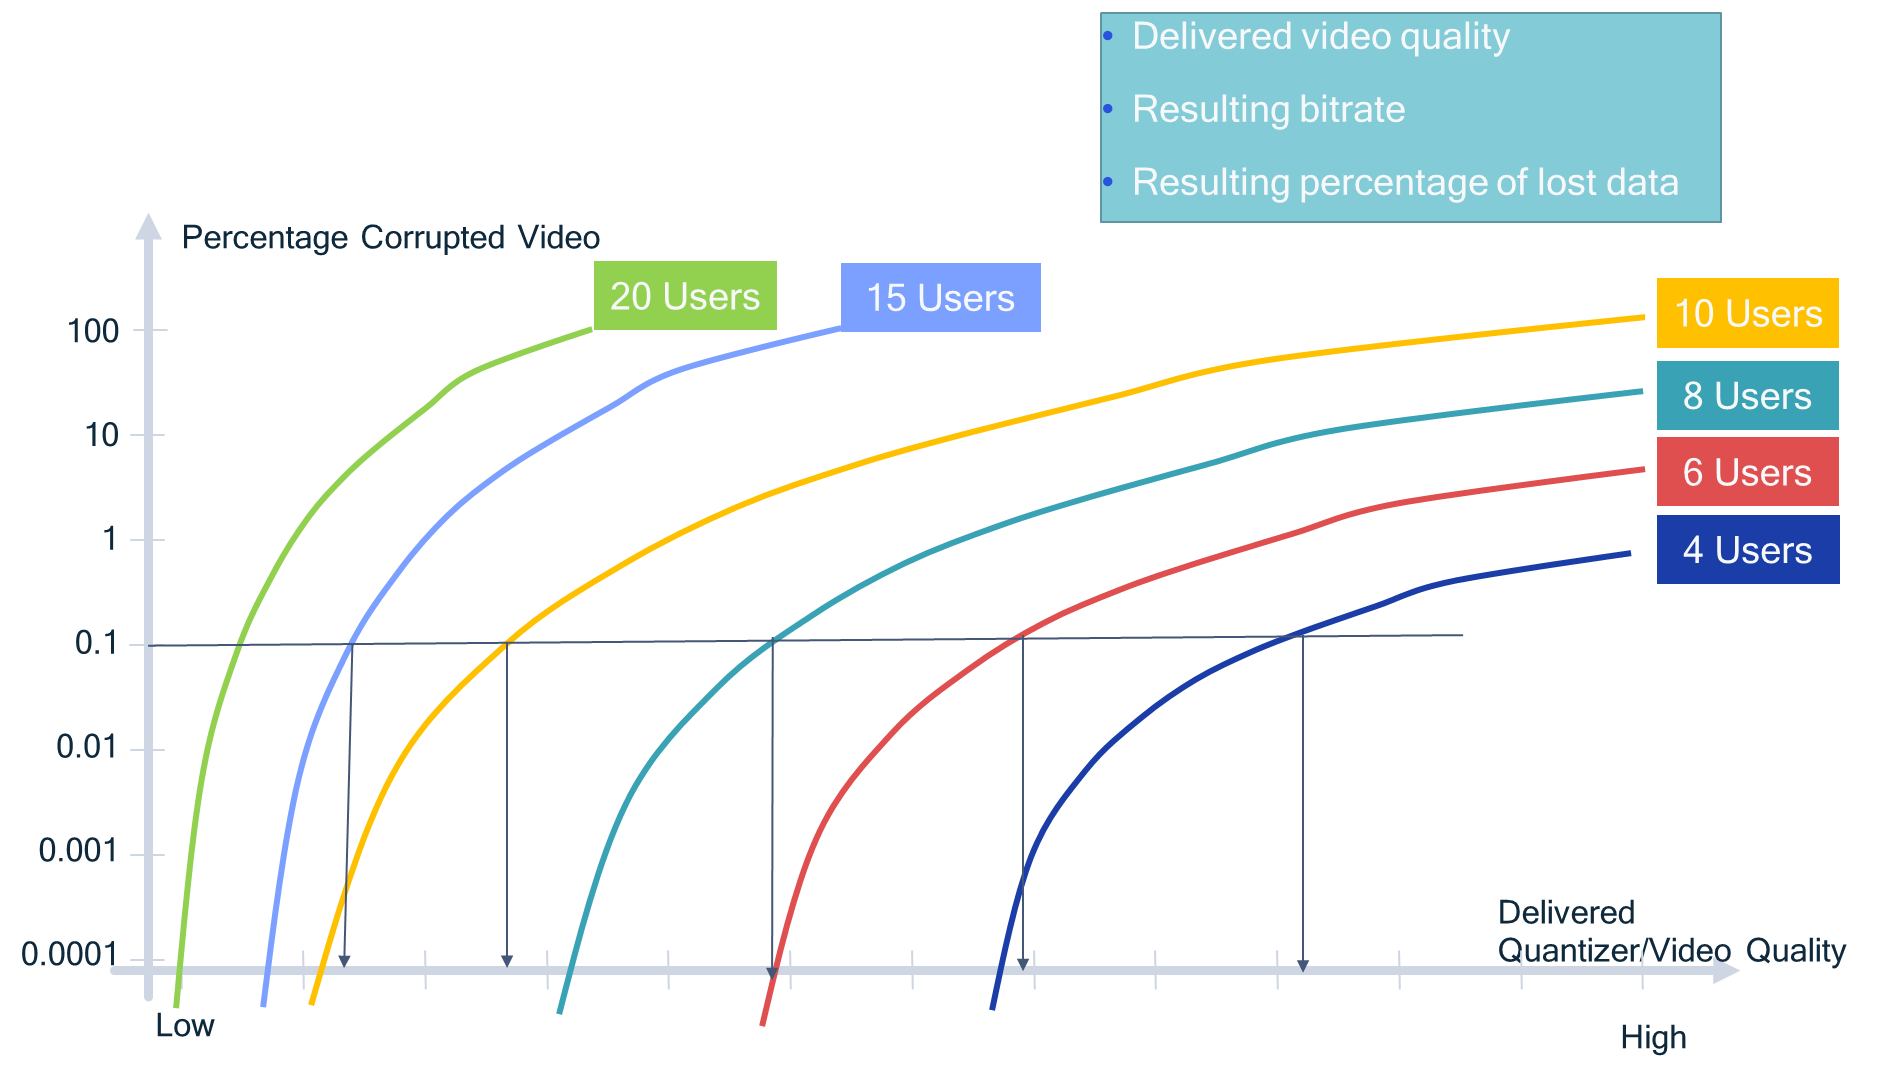 • Delivered video quality
• Resulting bitrate
• Resulting percentage of lost data
Percentage Corrupted Video
20 Users
15 Users
10 Users
8 Users
6 Users
4 Users
100
10
1
0.1
0.01
0.001
0.0001
Delivered
Quantizer/Video Quality
Low
High